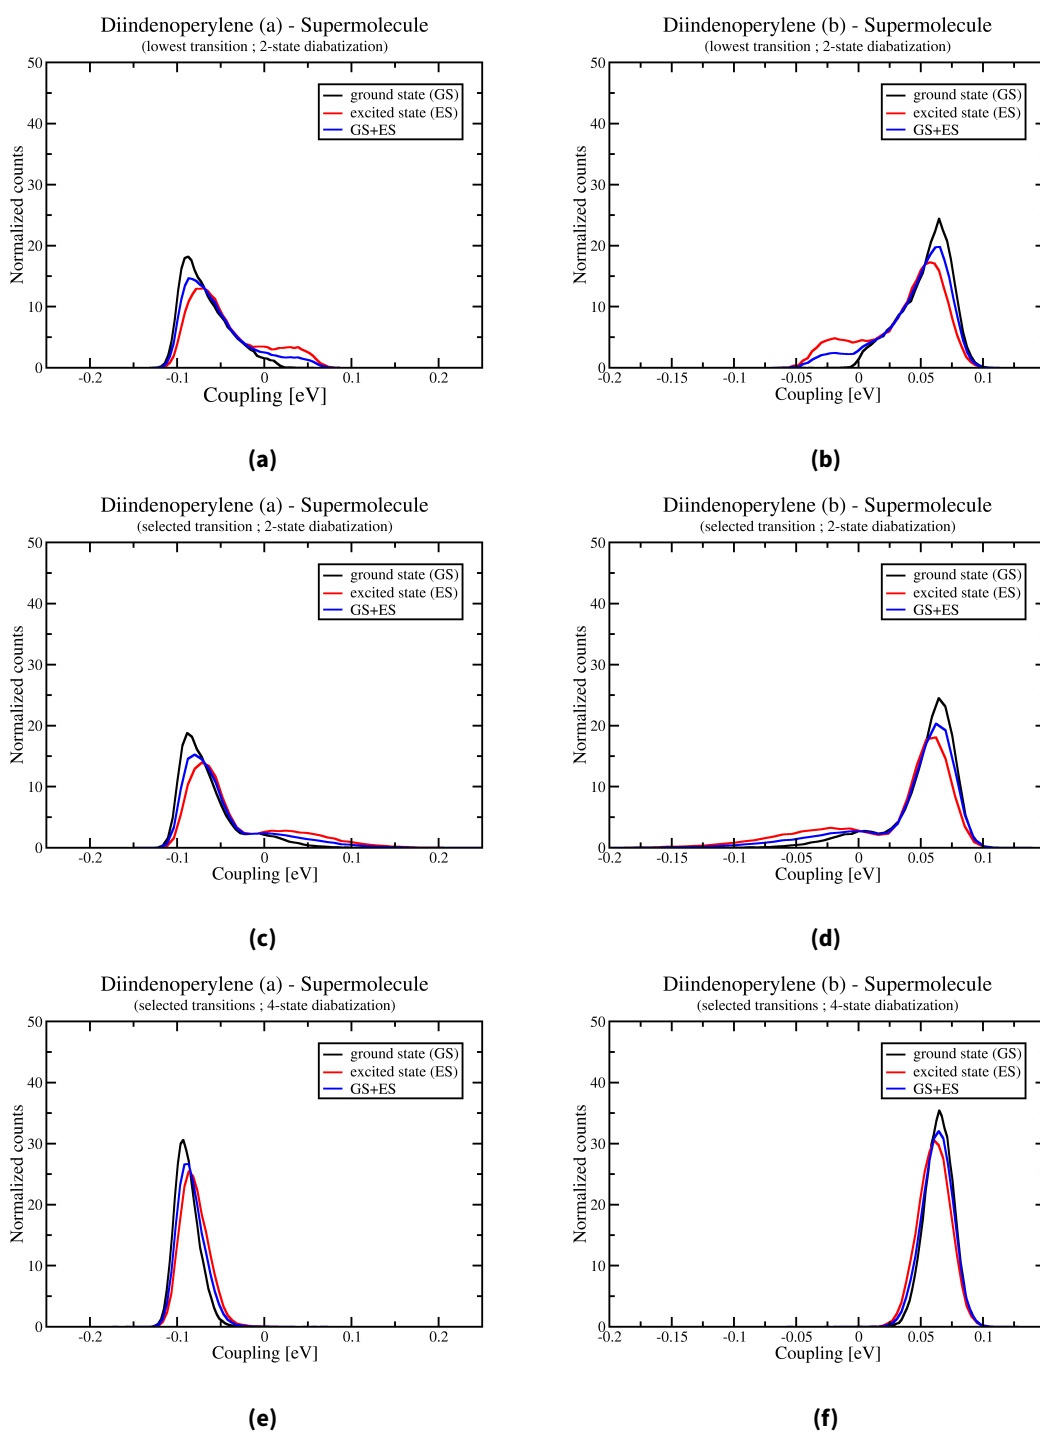 Diindenoperylene (a) - Supermolecule
(lowest transition ; 2-state diabatization)
50
40
30
20
10
0
Normalized counts
ground state (GS)
excited state (ES)
GS+ES
-0.2 -0.1 0 0.1 0.2
Coupling [eV]
(a)
Diindenoperylene (b) - Supermolecule
(lowest transition ; 2-state diabatization)
50
40
30
20
10
0
Normalized counts
ground state (GS)
excited state (ES)
GS+ES
-0.2 -0.15 -0.1 -0.05 0 0.05 0.1
Coupling [eV]
(b)
Diindenoperylene (a) - Supermolecule
(selected transition ; 2-state diabatization)
50
40
30
20
10
0
Normalized counts
ground state (GS)
excited state (ES)
GS+ES
-0.2 -0.1 0 0.1 0.2
Coupling [eV]
(c)
Diindenoperylene (b) - Supermolecule
(selected transition ; 2-state diabatization)
50
40
30
20
10
0
Normalized counts
ground state (GS)
excited state (ES)
GS+ES
-0.2 -0.15 -0.1 -0.05 0 0.05 0.1
Coupling [eV]
(d)
Diindenoperylene (a) - Supermolecule
(selected transitions ; 4-state diabatization)
50
40
30
20
10
0
Normalized counts
ground state (GS)
excited state (ES)
GS+ES
-0.2 -0.1 0 0.1 0.2
Coupling [eV]
(e)
Diindenoperylene (b) - Supermolecule
(selected transitions ; 4-state diabatization)
50
40
30
20
10
0
Normalized counts
ground state (GS)
excited state (ES)
GS+ES
-0.2 -0.15 -0.1 -0.05 0 0.05 0.1
Coupling [eV]
(f)